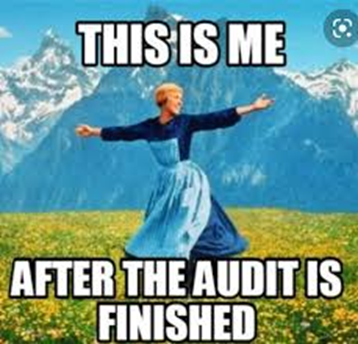 THIS IS ME
AFTER THE AUDIT IS
FINISHED